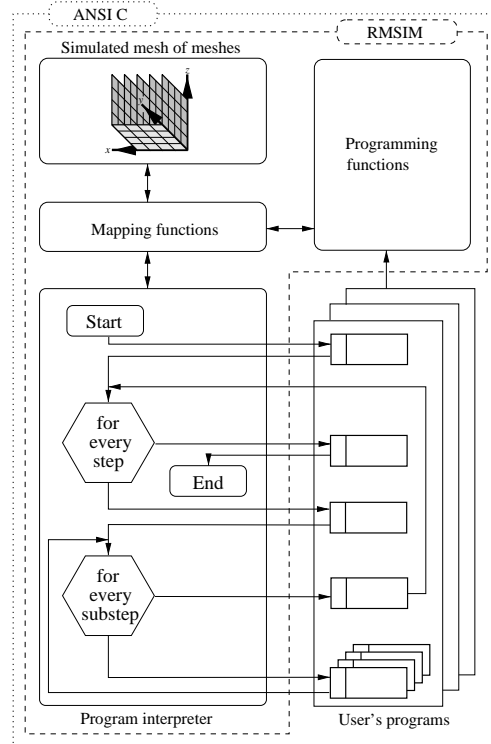 ANSI C
RMSIM
Simulated mesh of meshes
z
y
x
Programming
functions
Mapping functions
Start
for
every
step
End
for
every
substep
Program interpreter
User's programs